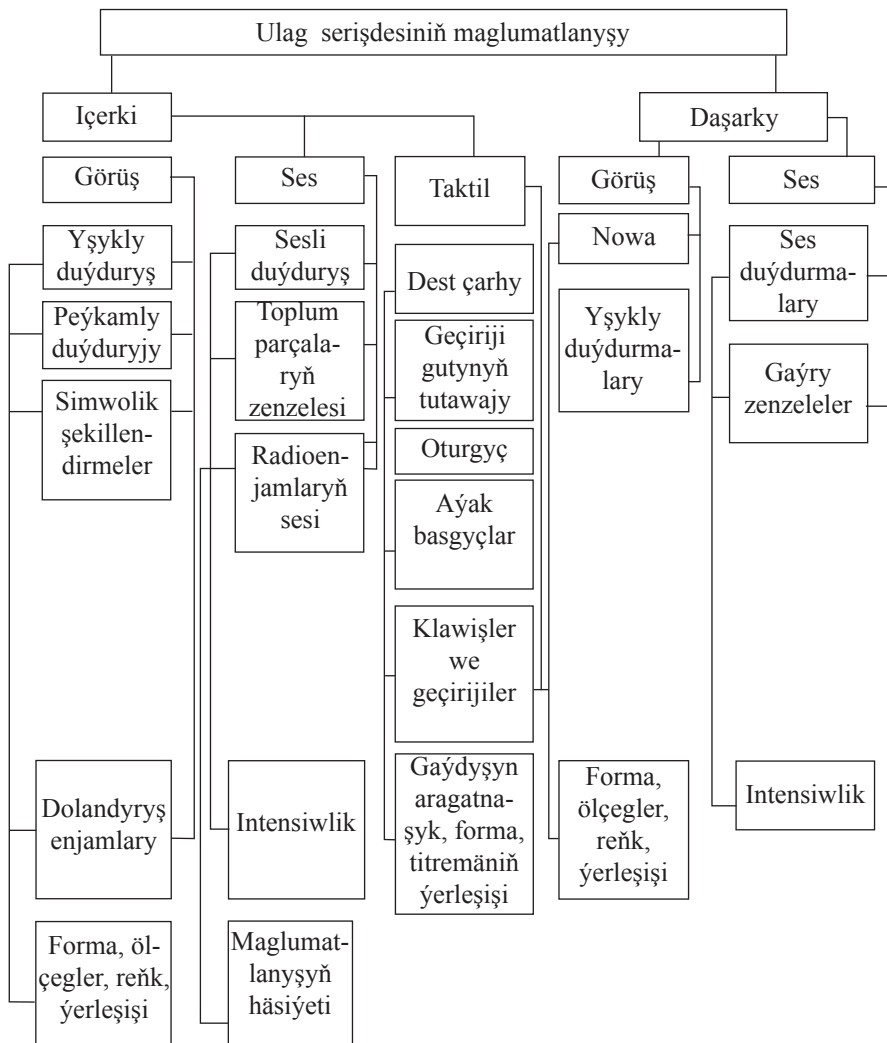 Ulag serişdesiniň maglumatlanyşy
Içerki
Daşarky
Görüş
Ses
Taktil
Görüş
Ses
Yşykly
duýduryş
Peýkamly
duýduryjy
Simwolik
şekillen-
dirmeler
Dolandyryş
enjamlary
Forma, öl-
çegler, reňk,
ýerleşişi
Sesli
duýduryş
Toplum
parçala-
ryň
zenzelesi
Radioen-
jamlaryň
sesi
Intensiwlik
Maglumat-
lanyşyň
häsiýeti
Dest çarhy
Geçiriji
gutynyň
tutawajy
Oturgyç
Aýak
basgyçlar
Klawişler
we
geçirijiler
Gaýdyşyn
aragatna-
şyk, forma,
titremäniň
ýerleşişi
Nowa
Yşykly
duýdurma-
lary
Forma,
ölçegler,
reňk,
ýerleşişi
Ses
duýdurma-
lary
Gaýry
zenzeleler
Intensiwlik